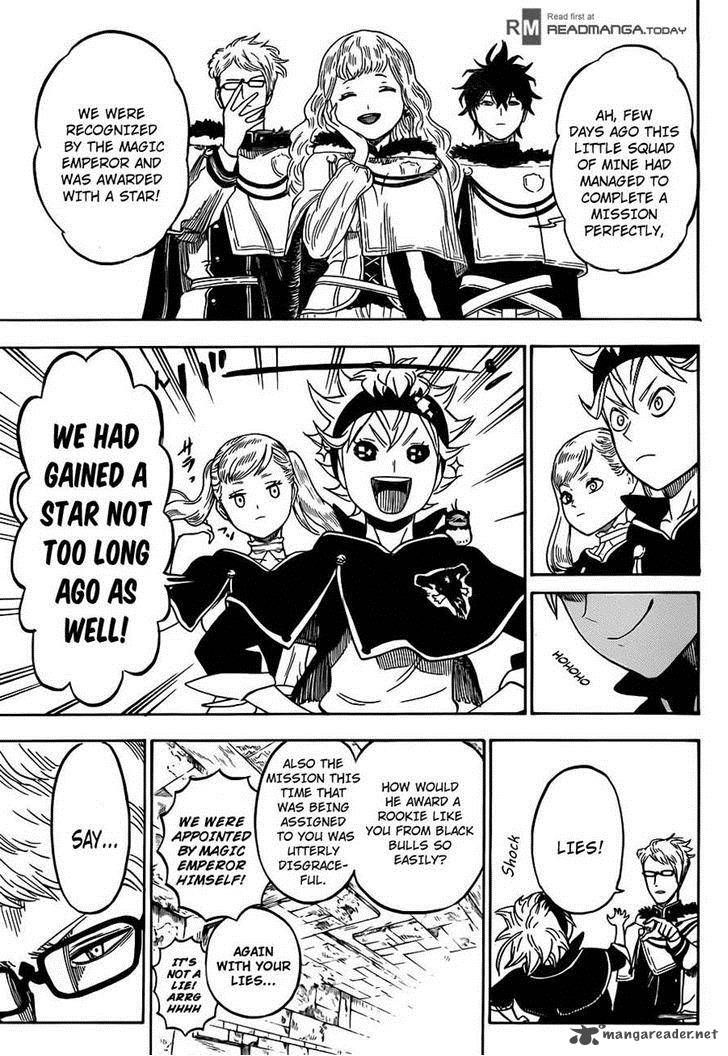 Read first at
RM READMANGA.TODAY
AH, FEW
DAYS AGO THIS
LITTLE SQUAD
OF MINE HAD
MANAGED TO
COMPLETE A
MISSION
PERFECTLY,
WE WERE
RECOGNIZED
BY THE MAGIC
EMPEROR AND
WAS AWARDED
WITH A STAR!
HOHOHO
WE HAD
GAINED A
STAR NOT
TOO LONG
AGO AS
WELL!
LIES!
Shock
HOW WOULD
HE AWARD A
ROOKIE LIKE
YOU FROM BLACK
BULLS SO
EASILY?
ALSO THE
MISSION THIS
TIME THAT
WAS BEING
ASSIGNED
TO YOU WAS
UTTERLY
DISGRACE-
FUL.
WE WERE
APPOINTED
BY MAGIC
EMPEROR
HIMSELF!
AGAIN
WITH YOUR
LIES...
IT'S
NOT A
LIE!
ARRG
HHHH
SAY...
mangareader.net